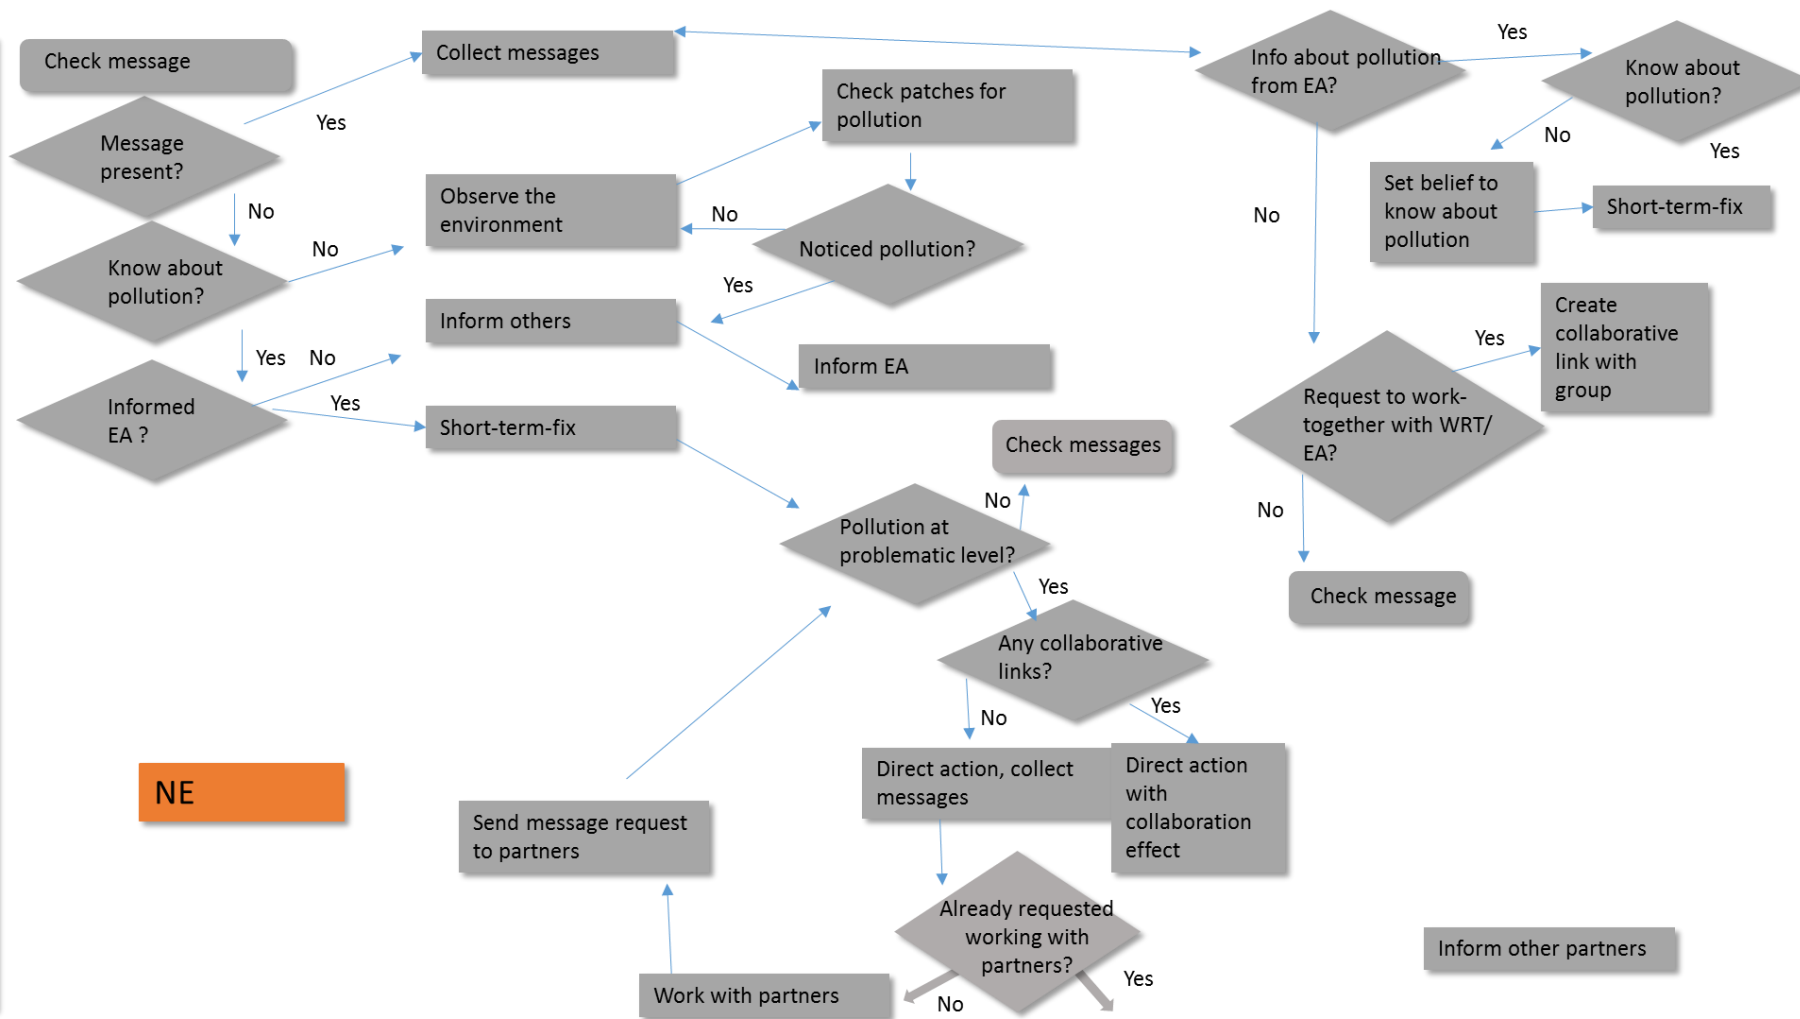 Check message
Message
present?
Yes
No
Know about
pollution?
No
Yes
No
Informed
EA ?
Yes
Collect messages
Check patches for
pollution
Observe the
environment
No
Noticed pollution?
Yes
Inform others
Inform EA
Short-term-fix
Check messages
No
Pollution at
problematic level?
Yes
Any collaborative
links?
No
Yes
Direct action, collect
messages
Direct action
with
collaboration
effect
Already requested
working with
partners?
No
Yes
Work with partners
Send message request
to partners
NE
Info about pollution
from EA?
Yes
Know about
pollution?
No
Yes
Set belief to
know about
pollution
Short-term-fix
No
Request to work-
together with WRT/
EA?
Yes
Create
collaborative
link with
group
No
Check message
Inform other partners